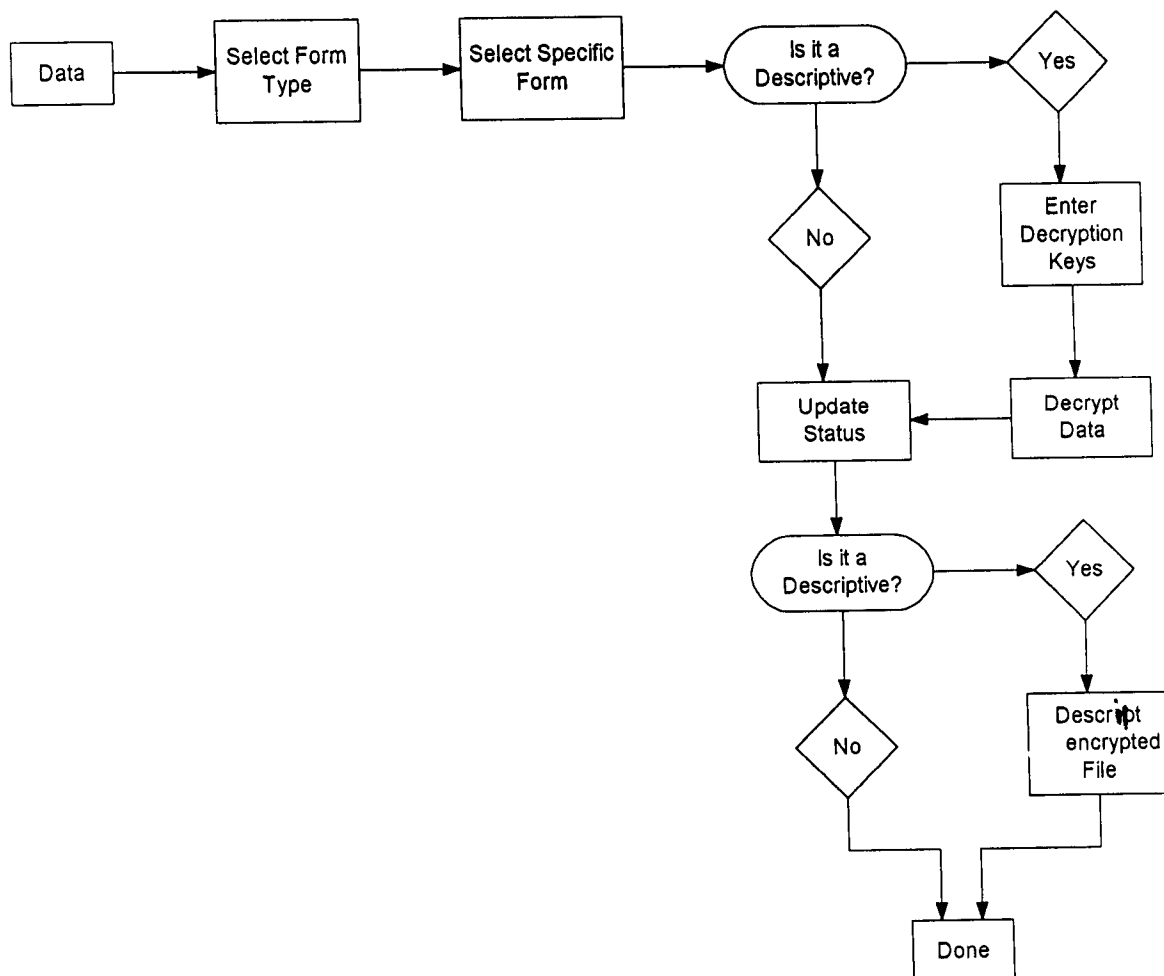 Data
Select Form
Type
Select Specific
Form
Is it a
Descriptive?
Yes
No
Enter
Decryption
Keys
Update
Status
Decrypt
Data
Is it a
Descriptive?
Yes
No
encrypted
File
Done